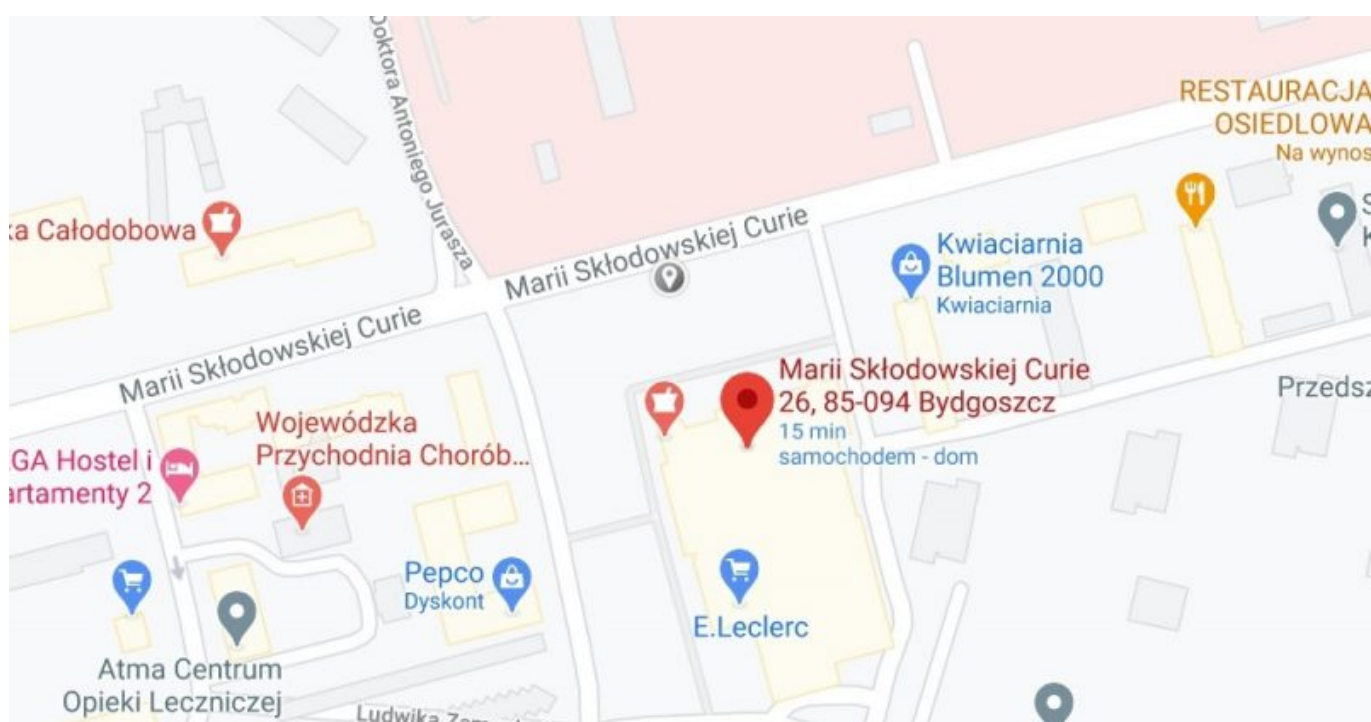 Doktora Antoniego Jurasza
RESTAURACJA
OSIEDLOWA
Na wynos
ka Całodobowa
Marii Skłodowskiej Curie
Kwiaciarnia
Blumen 2000
Kwiaciarnia
Marii Skłodowskiej Curie
Marii Skłodowskiej Curie
26, 85-094 Bydgoszcz
15 min
samochodem - dom
Przedsz
Wojewódzka
Przychodnia Chorób...
GA Hostel i
artamenty 2
Pepco
Dyskont
E.Leclerc
Atma Centrum
Opieki Leczniczej
Ludwika